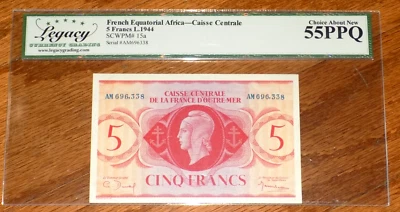 Legacy
CURRENCY GRADING
www.legacygrading.com
French Equatorial Africa—Caisse Centrale
5 Francs L.1944
SCWPM# 15a
Serial #AM696338
Choice About New
55PPQ
CAISSE CENTRALE
DE LA FRANCE D'OUTRE-MER
AM 696.338
AM 696.338
5
5
CINQ FRANCS